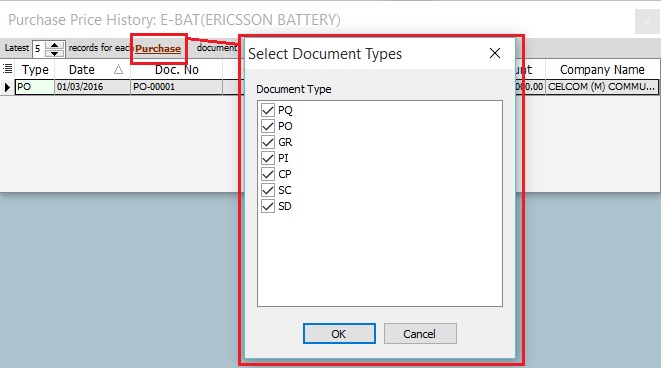 Purchase Price History: E-BAT(ERICSSON BATTERY)
x
Latest 5 records for each Purchase document
Type Date Doc. No unt Company Name
PO 01/03/2016 PO-00001 000.00 CELCOM (M) COMMU...
Select Document Types
Document Type
PQ
PO
GR
PI
CP
SC
SD
OK Cancel